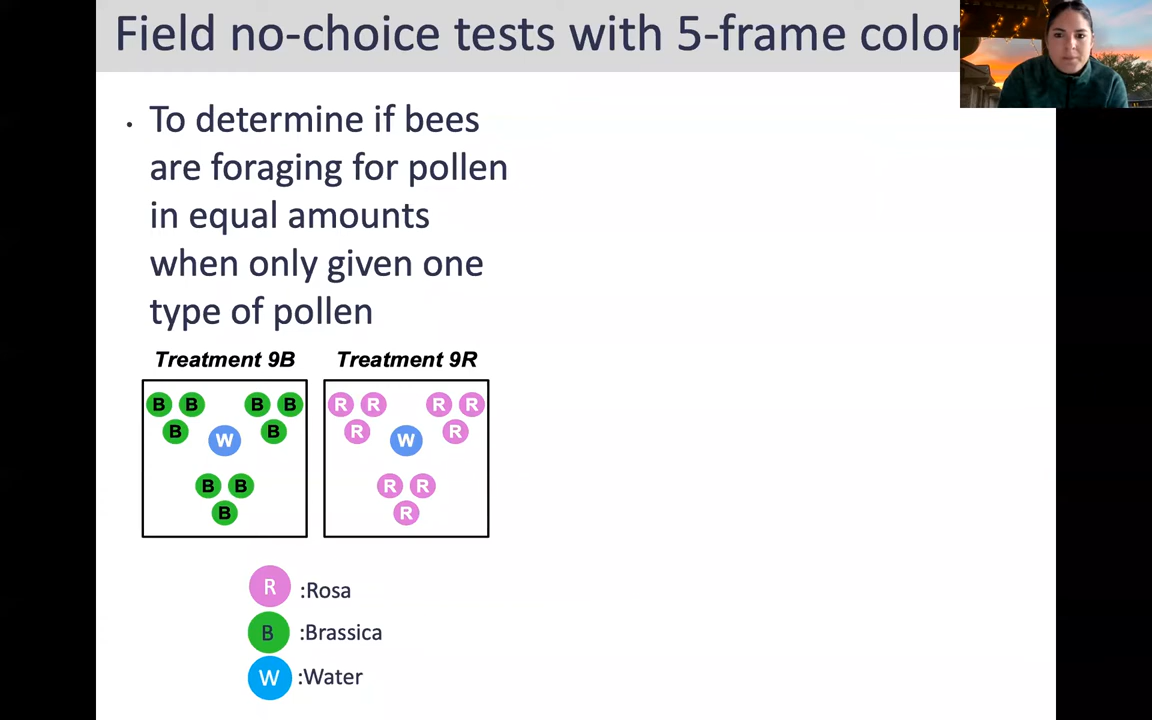 Field no-choice tests with 5-frame
• To determine if bees
are foraging for pollen
in equal amounts
when only given one
type of pollen
Treatment 9B Treatment 9R
B B B B R R R R
B B R R
W W
B B R R
B R
R :Rosa
B :Brassica
W :Water